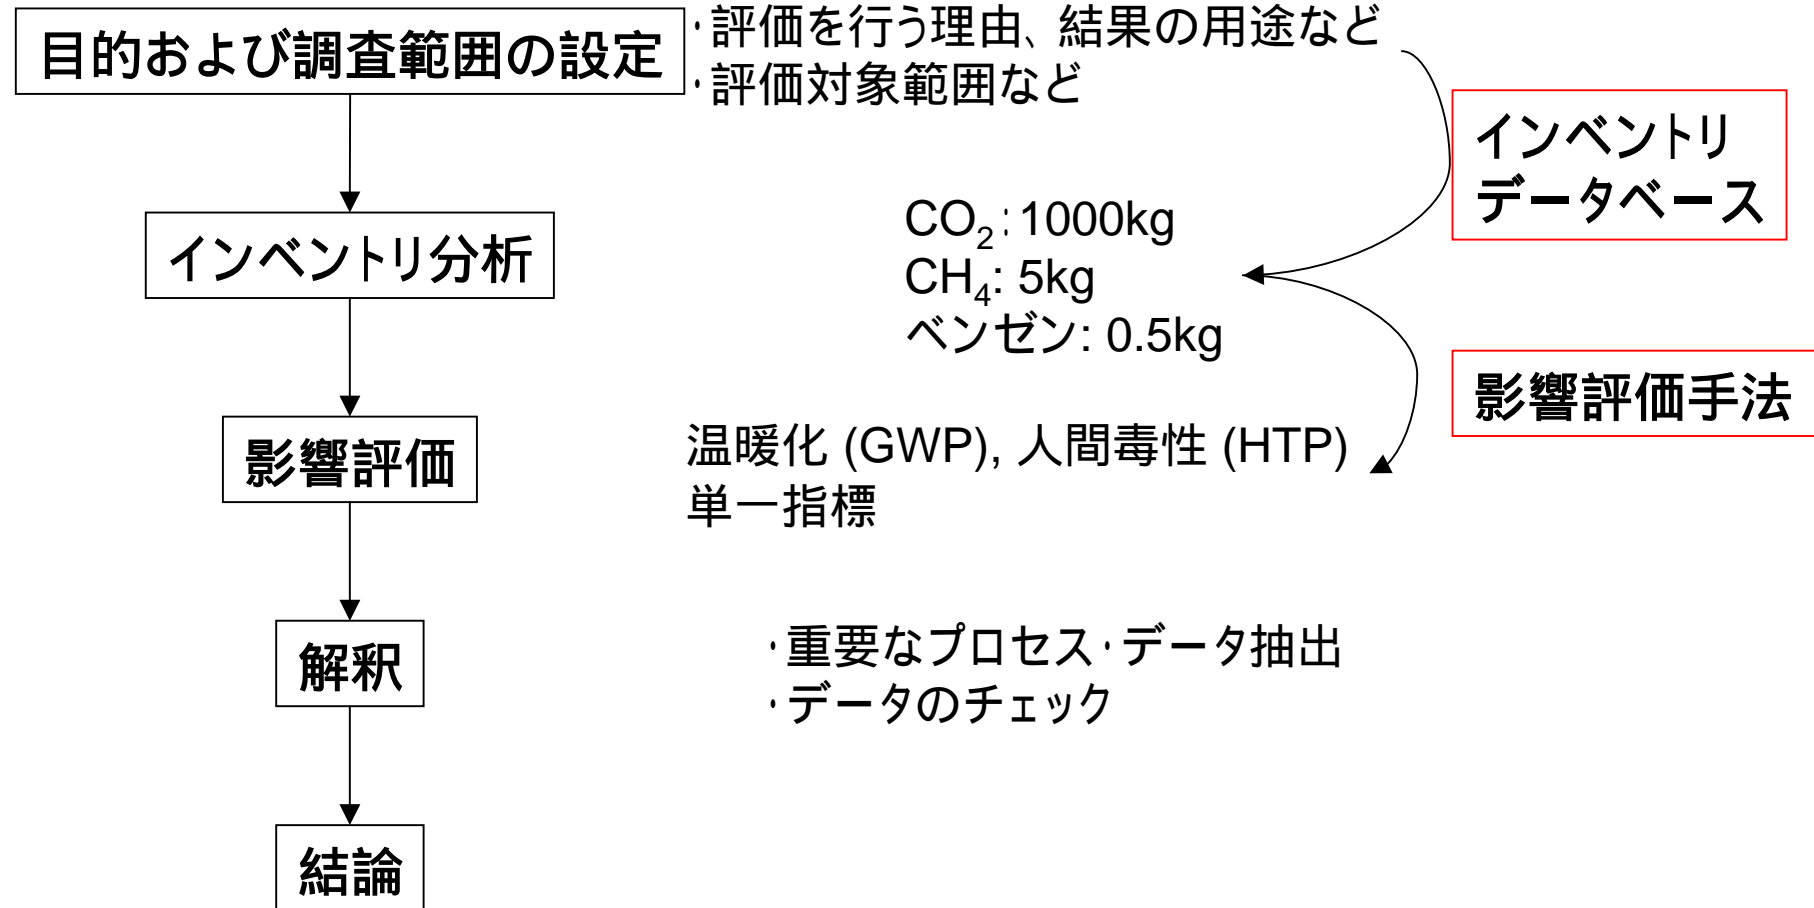 目的および調査範囲の設定
・評価を行う理由、結果の用途など
・評価対象範囲など
インベントリ
データベース
インベントリ分析
CO₂:1000kg
CH₄: 5kg
ベンゼン: 0.5kg
影響評価手法
影響評価
温暖化 (GWP), 人間毒性 (HTP)
単一指標
解釈
・重要なプロセス・データ抽出
・データのチェック
結論